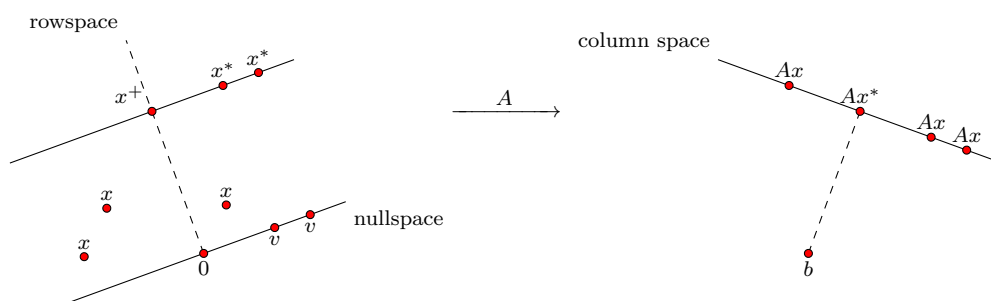 rowspace
column space
x*
x*
x⁺
A
Ax
Ax*
Ax
Ax
x
x
x
nullspace
v
v
0
b